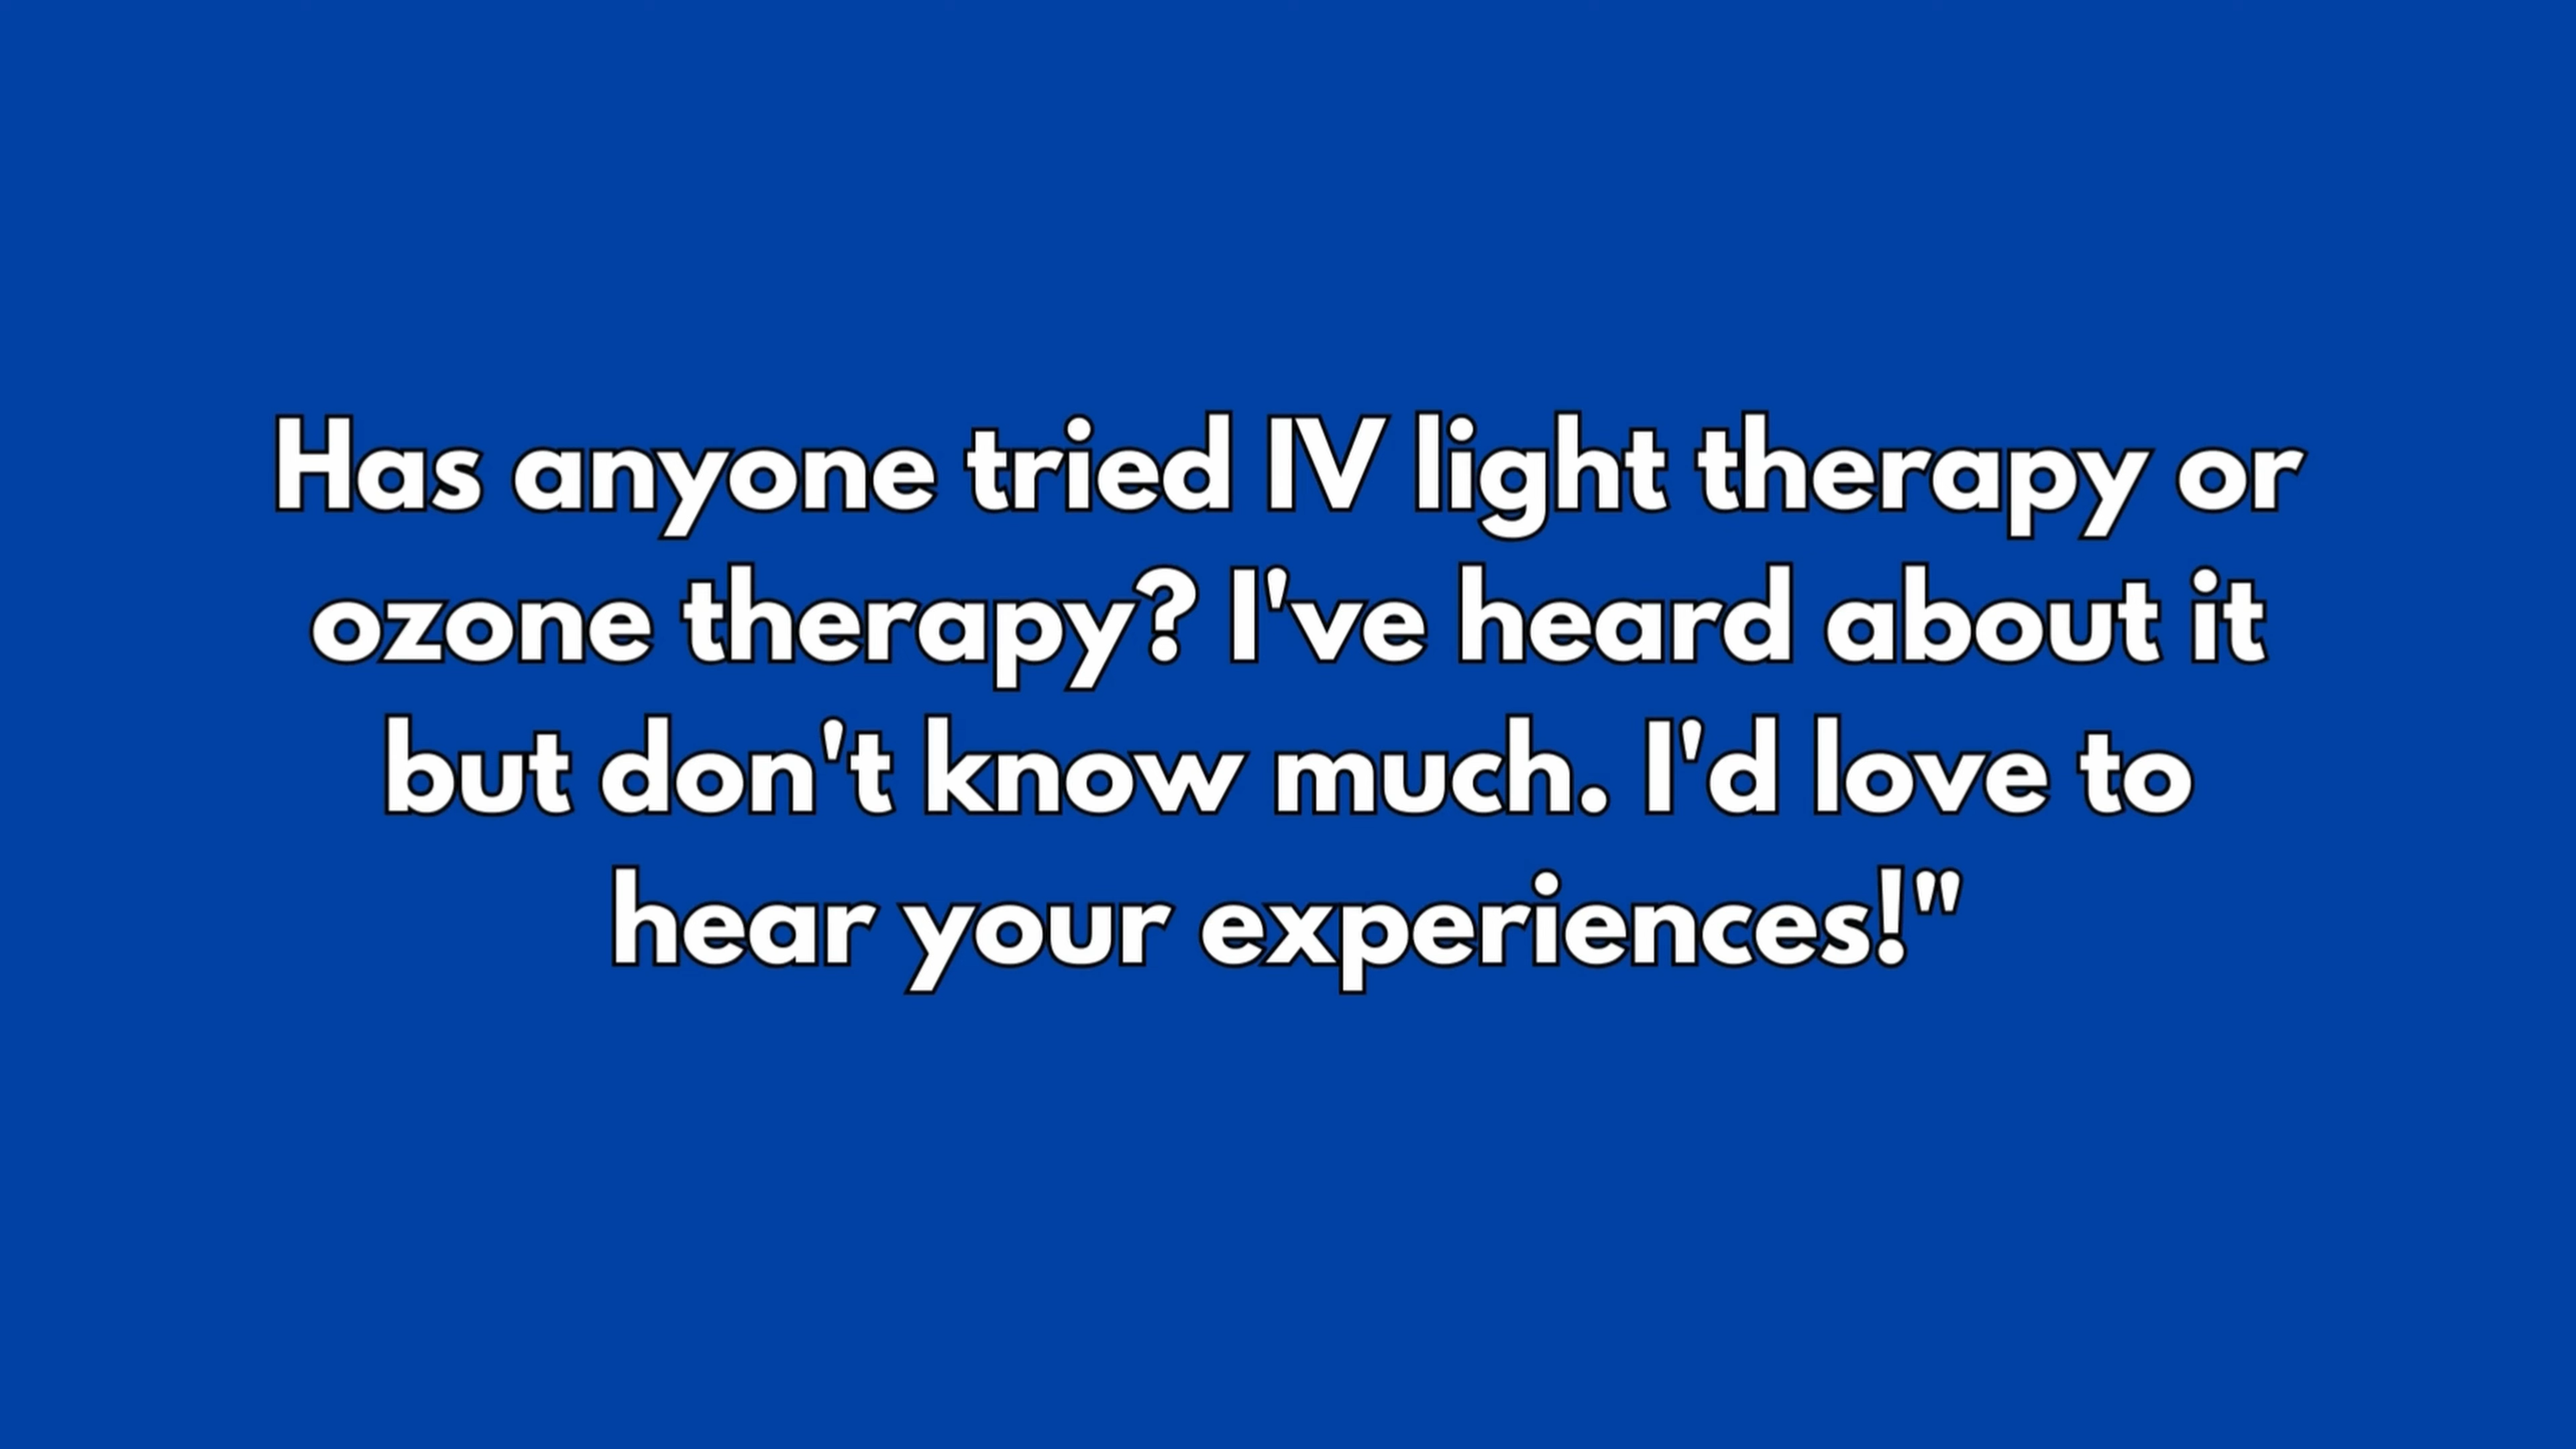 Has anyone tried IV light therapy or
ozone therapy? I've heard about it
but don't know much. I'd love to
hear your experiences!"